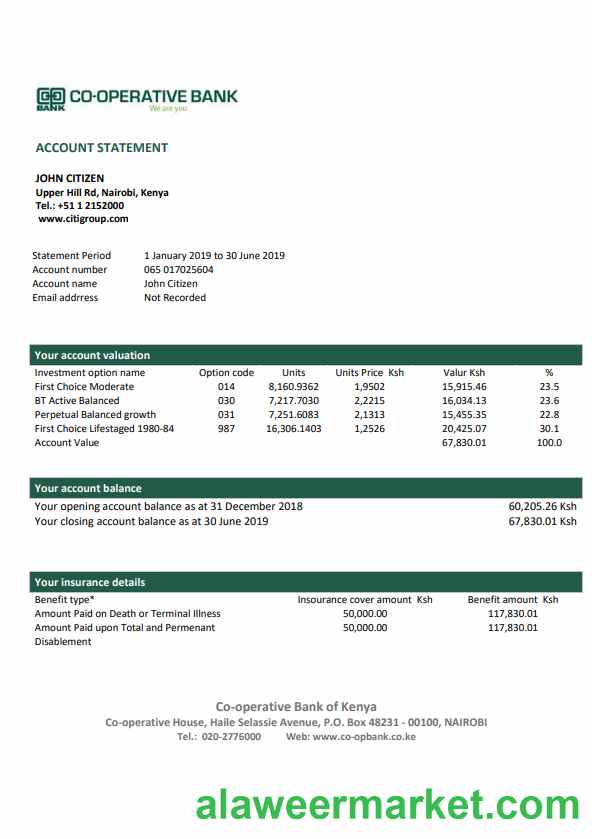 CO-OPERATIVE BANK
We are you
BANK
ACCOUNT STATEMENT
JOHN CITIZEN
Upper Hill Rd, Nairobi, Kenya
Tel.: +51 1 2152000
www.citigroup.com
Statement Period 1 January 2019 to 30 June 2019
Account number 065 017025604
Account name John Citizen
Email addrress Not Recorded
Your account valuation
Investment option name Option code Units Units Price Ksh Valur Ksh %
First Choice Moderate 014 8,160.9362 1,9502 15,915.46 23.5
BT Active Balanced 030 7,217.7030 2,2215 16,034.13 23.6
Perpetual Balanced growth 031 7,251.6083 2,1313 15,455.35 22.8
First Choice Lifestaged 1980-84 987 16,306.1403 1,2526 20,425.07 30.1
Account Value 67,830.01 100.0
Your account balance
Your opening account balance as at 31 December 2018 60,205.26 Ksh
Your closing account balance as at 30 June 2019 67,830.01 Ksh
Your insurance details
Benefit type* Insourance cover amount Ksh Benefit amount Ksh
Amount Paid on Death or Terminal Illness 50,000.00 117,830.01
Amount Paid upon Total and Permenant 50,000.00 117,830.01
Disablement
Co-operative Bank of Kenya
Co-operative House, Haile Selassie Avenue, P.O. Box 48231 - 00100, NAIROBI
Tel.: 020-2776000 Web: www.co-opbank.co.ke
alaweermarket.com